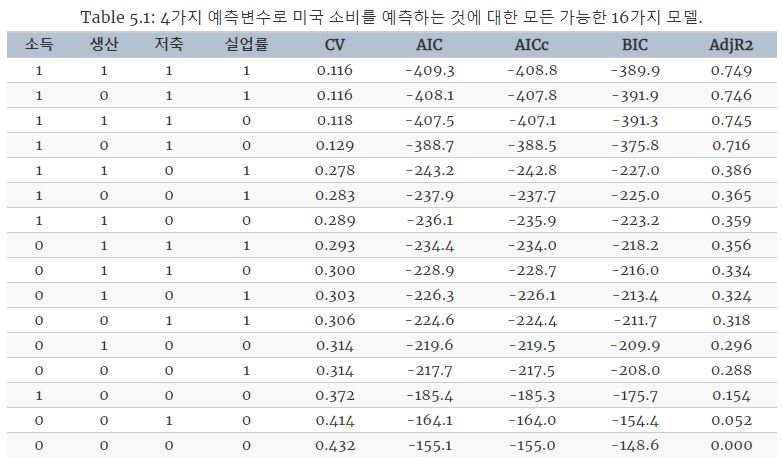 Table 5.1: 4가지 예측변수로 미국 소비를 예측하는 것에 대한 모든 가능한 16가지 모델.
소득 생산 저축 실업률 CV AIC AICc BIC AdjR2
1 1 1 1 0.116 -409.3 -408.8 -389.9 0.749
1 0 1 1 0.116 -408.1 -407.8 -391.9 0.746
1 1 1 0 0.118 -407.5 -407.1 -391.3 0.745
1 0 1 0 0.129 -388.7 -388.5 -375.8 0.716
1 1 0 1 0.278 -243.2 -242.8 -227.0 0.386
1 0 0 1 0.283 -237.9 -237.7 -225.0 0.365
1 1 0 0 0.289 -236.1 -235.9 -223.2 0.359
0 1 1 1 0.293 -234.4 -234.0 -218.2 0.356
0 1 1 0 0.300 -228.9 -228.7 -216.0 0.334
0 1 0 1 0.303 -226.3 -226.1 -213.4 0.324
0 0 1 1 0.306 -224.6 -224.4 -211.7 0.318
0 1 0 0 0.314 -219.6 -219.5 -209.9 0.296
0 0 0 1 0.314 -217.7 -217.5 -208.0 0.288
1 0 0 0 0.372 -185.4 -185.3 -175.7 0.154
0 0 1 0 0.414 -164.1 -164.0 -154.4 0.052
0 0 0 0 0.432 -155.1 -155.0 -148.6 0.000